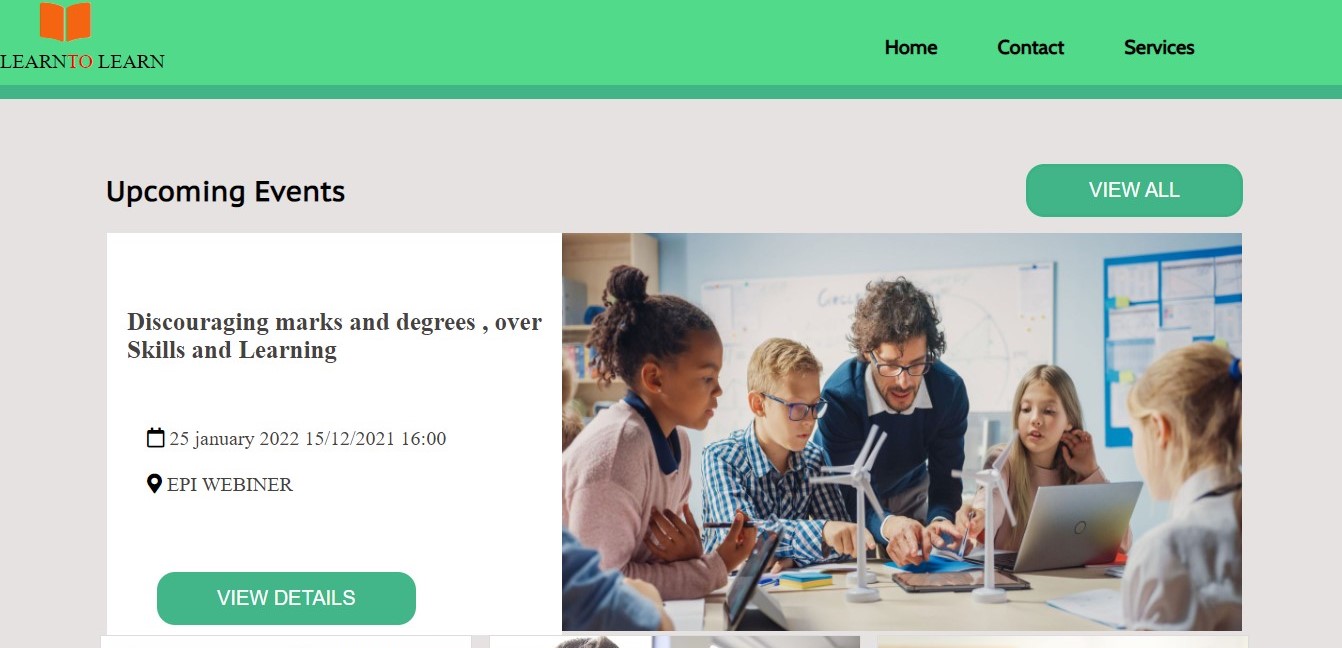 LEARNTO LEARN
Home Contact Services
Upcoming Events
VIEW ALL
Discouraging marks and degrees , over
Skills and Learning
25 january 2022 15/12/2021 16:00
EPI WEBINER
VIEW DETAILS